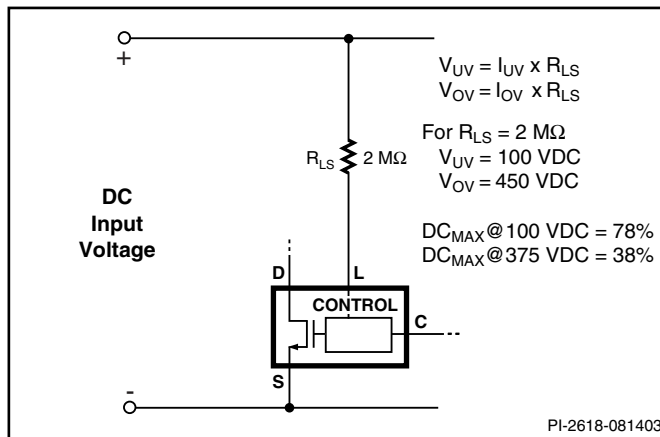 +
V_UV = I_UV x R_LS
V_OV = I_OV x R_LS
For R_LS = 2 MΩ
V_UV = 100 VDC
V_OV = 450 VDC
R_LS 2 MΩ
DC
Input
Voltage
DC_MAX@100 VDC = 78%
DC_MAX@375 VDC = 38%
D L
CONTROL
C
S
-
PI-2618-081403